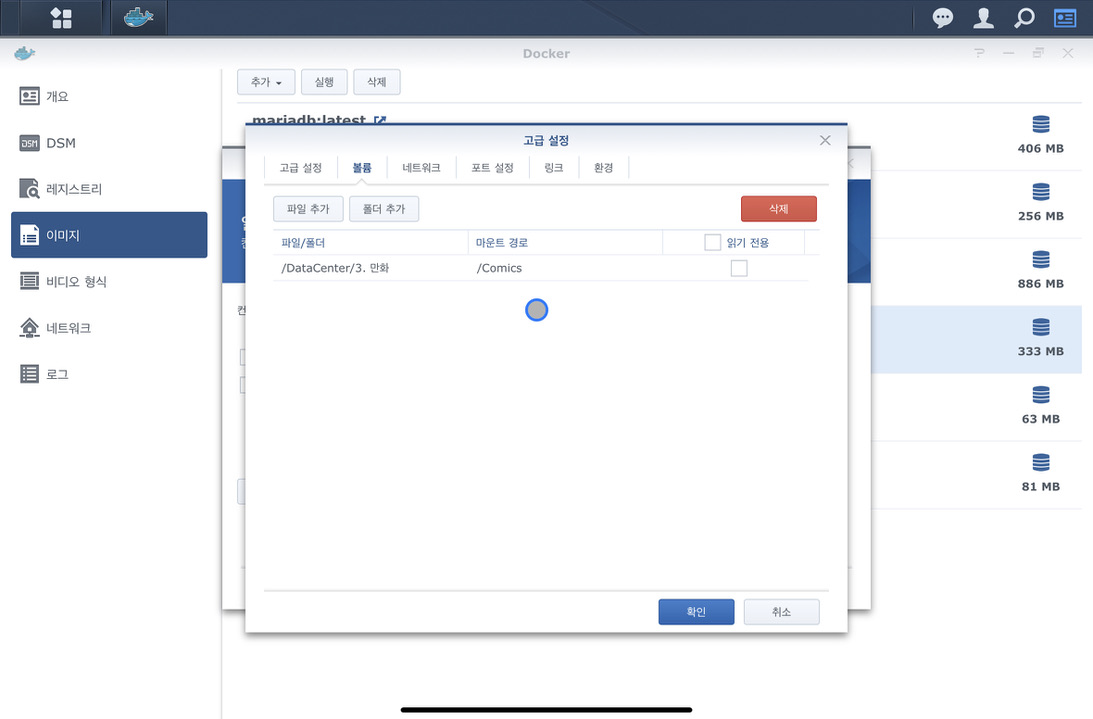 Docker
개요
DSM
DSM
레지스트리
이미지
비디오 형식
네트워크
로그
추가 실행 삭제
mariadb:latest
406 MB
256 MB
886 MB
333 MB
63 MB
81 MB
고급 설정
고급 설정 볼륨 네트워크 포트 설정 링크 환경
파일 추가 폴더 추가 삭제
파일/폴더 마운트 경로 읽기 전용
/DataCenter/3. 만화 /Comics
확인 취소